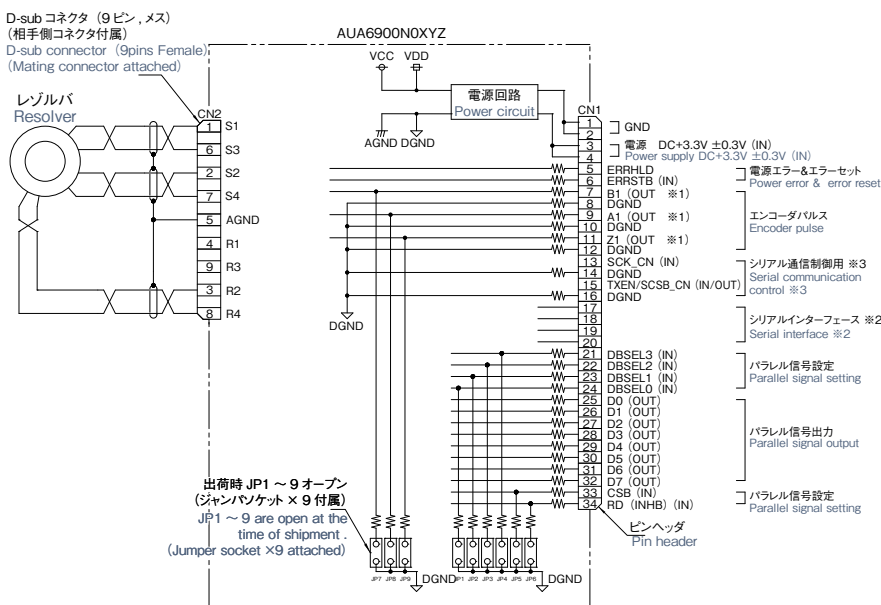 D-sub コネクタ（9 ピン , メス）
（相手側コネクタ付属）
D-sub connector（9pins Female）
（Mating connector attached）
レゾルバ
Resolver
AUA6900N0XYZ
VCC VDD
電源回路
Power circuit
AGND DGND
CN2
1 S1
6 S3
2 S2
7 S4
5 AGND
4 R1
9 R3
3 R2
8 R4
DGND
CN1
1
2
GND
3
4
電源 DC+3.3V ±0.3V（IN）
Power supply DC+3.3V ±0.3V（IN）
5 ERRHLD
6 ERRSTB（IN）
電源エラー&エラーセット
Power error & error reset
7 B1（OUT ※1）
8 DGND
9 A1（OUT ※1）
10 DGND
11 Z1（OUT ※1）
12 DGND
エンコーダパルス
Encoder pulse
13 SCK_CN（IN）
14 DGND
15 TXEN/SCSB_CN（IN/OUT）
16 DGND
シリアル通信制御用 ※3
Serial communication
control ※3
17
18
19
20
シリアルインターフェース ※2
Serial interface ※2
21 DBSEL3（IN）
22 DBSEL2（IN）
23 DBSEL1（IN）
24 DBSEL0（IN）
パラレル信号設定
Parallel signal setting
25 D0（OUT）
26 D1（OUT）
27 D2（OUT）
28 D3（OUT）
29 D4（OUT）
30 D5（OUT）
31 D6（OUT）
32 D7（OUT）
パラレル信号出力
Parallel signal output
33 CSB（IN）
34 RD（INHB）（IN）
パラレル信号設定
Parallel signal setting
ピンヘッダ
Pin header
出荷時 JP1 ～ 9 オープン
（ジャンパソケット × 9 付属）
JP1 ～ 9 are open at the
time of shipment .
（Jumper socket ×9 attached）
JP7 JP8 JP9
DGND
JP1 JP2 JP3 JP4 JP5 JP6
DGND